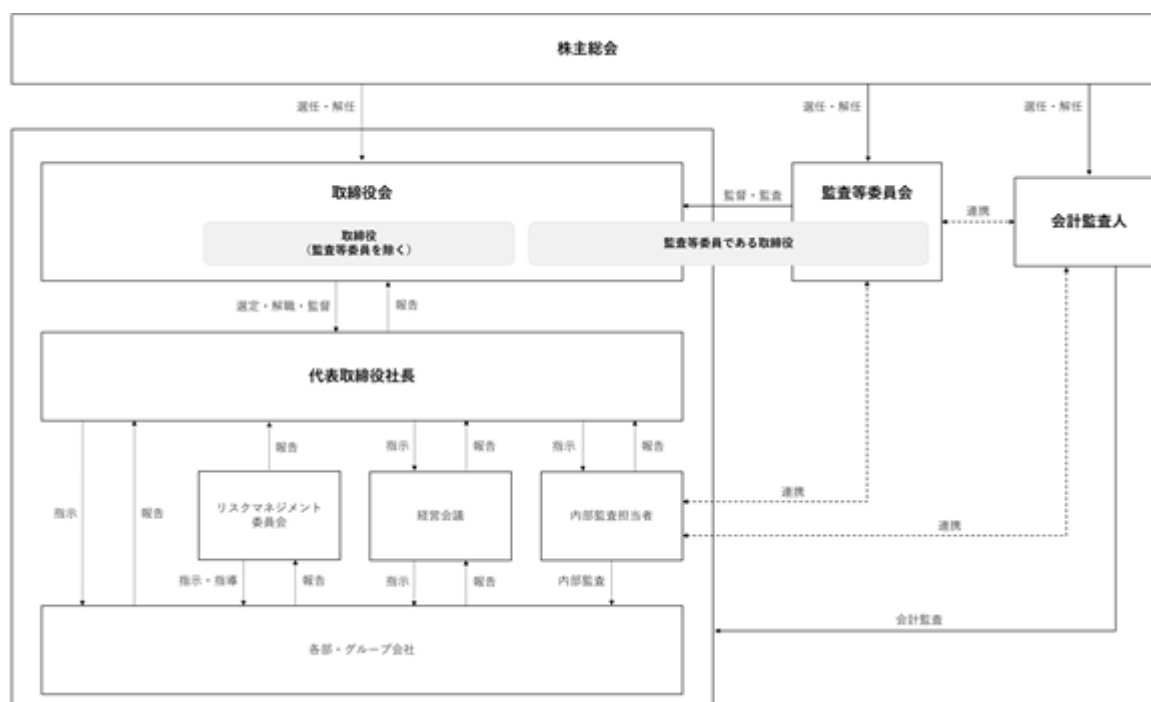 株主総会
選任・解任
選任・解任
選任・解任
取締役会
監査等委員会
監督・監査
連携
会計監査人
取締役
（監査等委員を除く）
監査等委員である取締役
選定・解職・監督
報告
代表取締役社長
報告
指示
報告
指示
報告
リスクマネジメント
委員会
経営会議
内部監査担当者
連携
指示
報告
連携
指示・指導
報告
指示
報告
内部監査
会計監査
各部・グループ会社